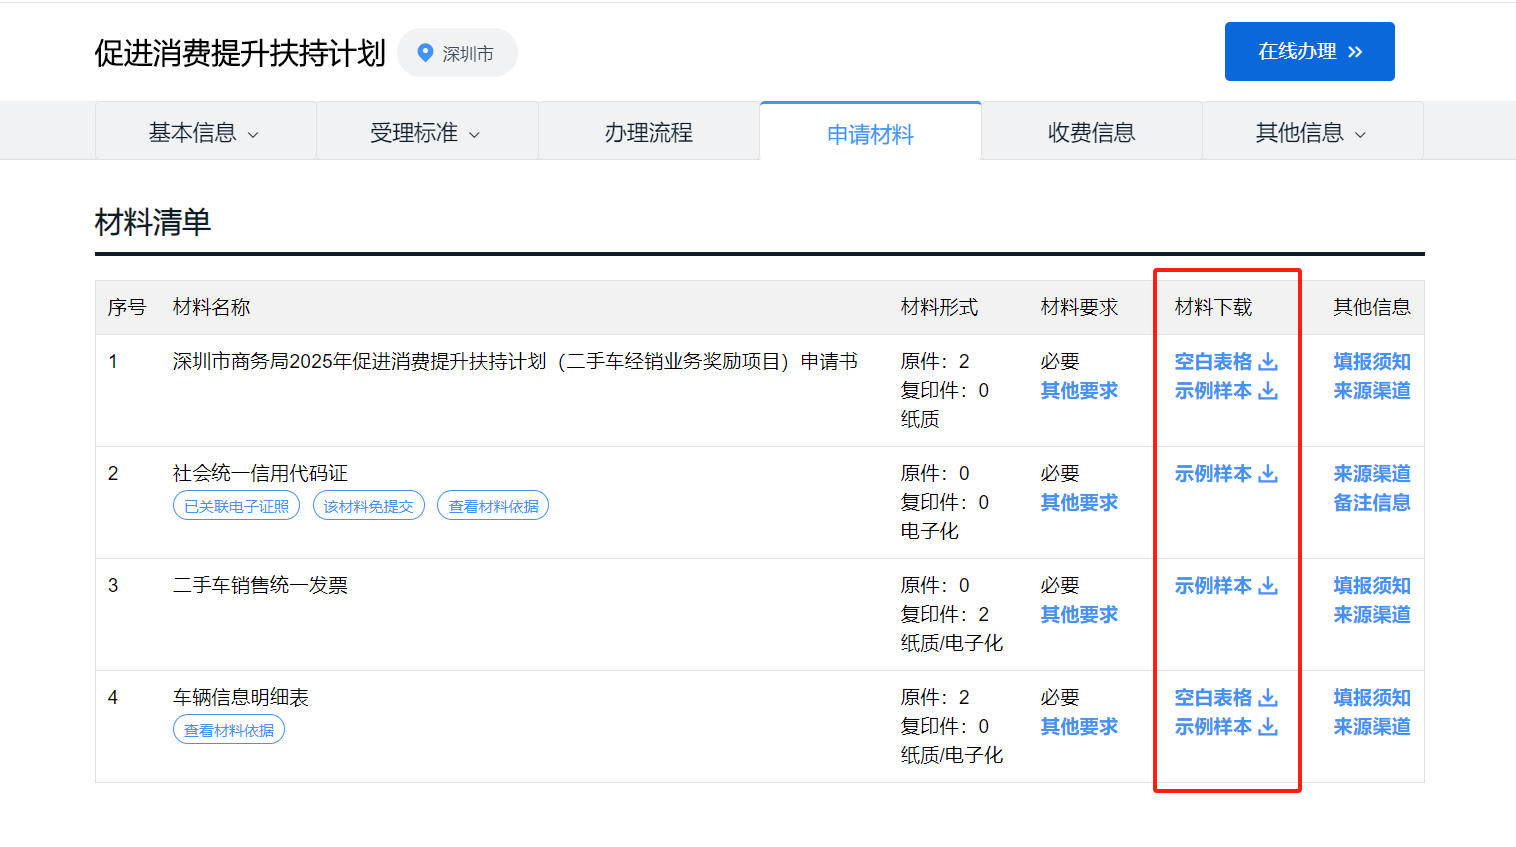 促进消费提升扶持计划 深圳市 在线办理
基本信息 受理标准 办理流程 申请材料 收费信息 其他信息
材料清单
序号 材料名称 材料形式 材料要求 材料下载 其他信息
1 深圳市商务局2025年促进消费提升扶持计划（二手车经销业务奖励项目）申请书 原件：2 必要 空白表格 填报须知
复印件：0 其他要求 示例样本 来源渠道
纸质
2 社会统一信用代码证 原件：0 必要 示例样本 来源渠道
已关联电子证照 该材料免提交 查看材料依据 复印件：0 其他要求 备注信息
电子化
3 二手车销售统一发票 原件：0 必要 示例样本 填报须知
复印件：2 其他要求 来源渠道
纸质/电子化
4 车辆信息明细表 原件：2 必要 空白表格 填报须知
查看材料依据 复印件：0 其他要求 示例样本 来源渠道
纸质/电子化